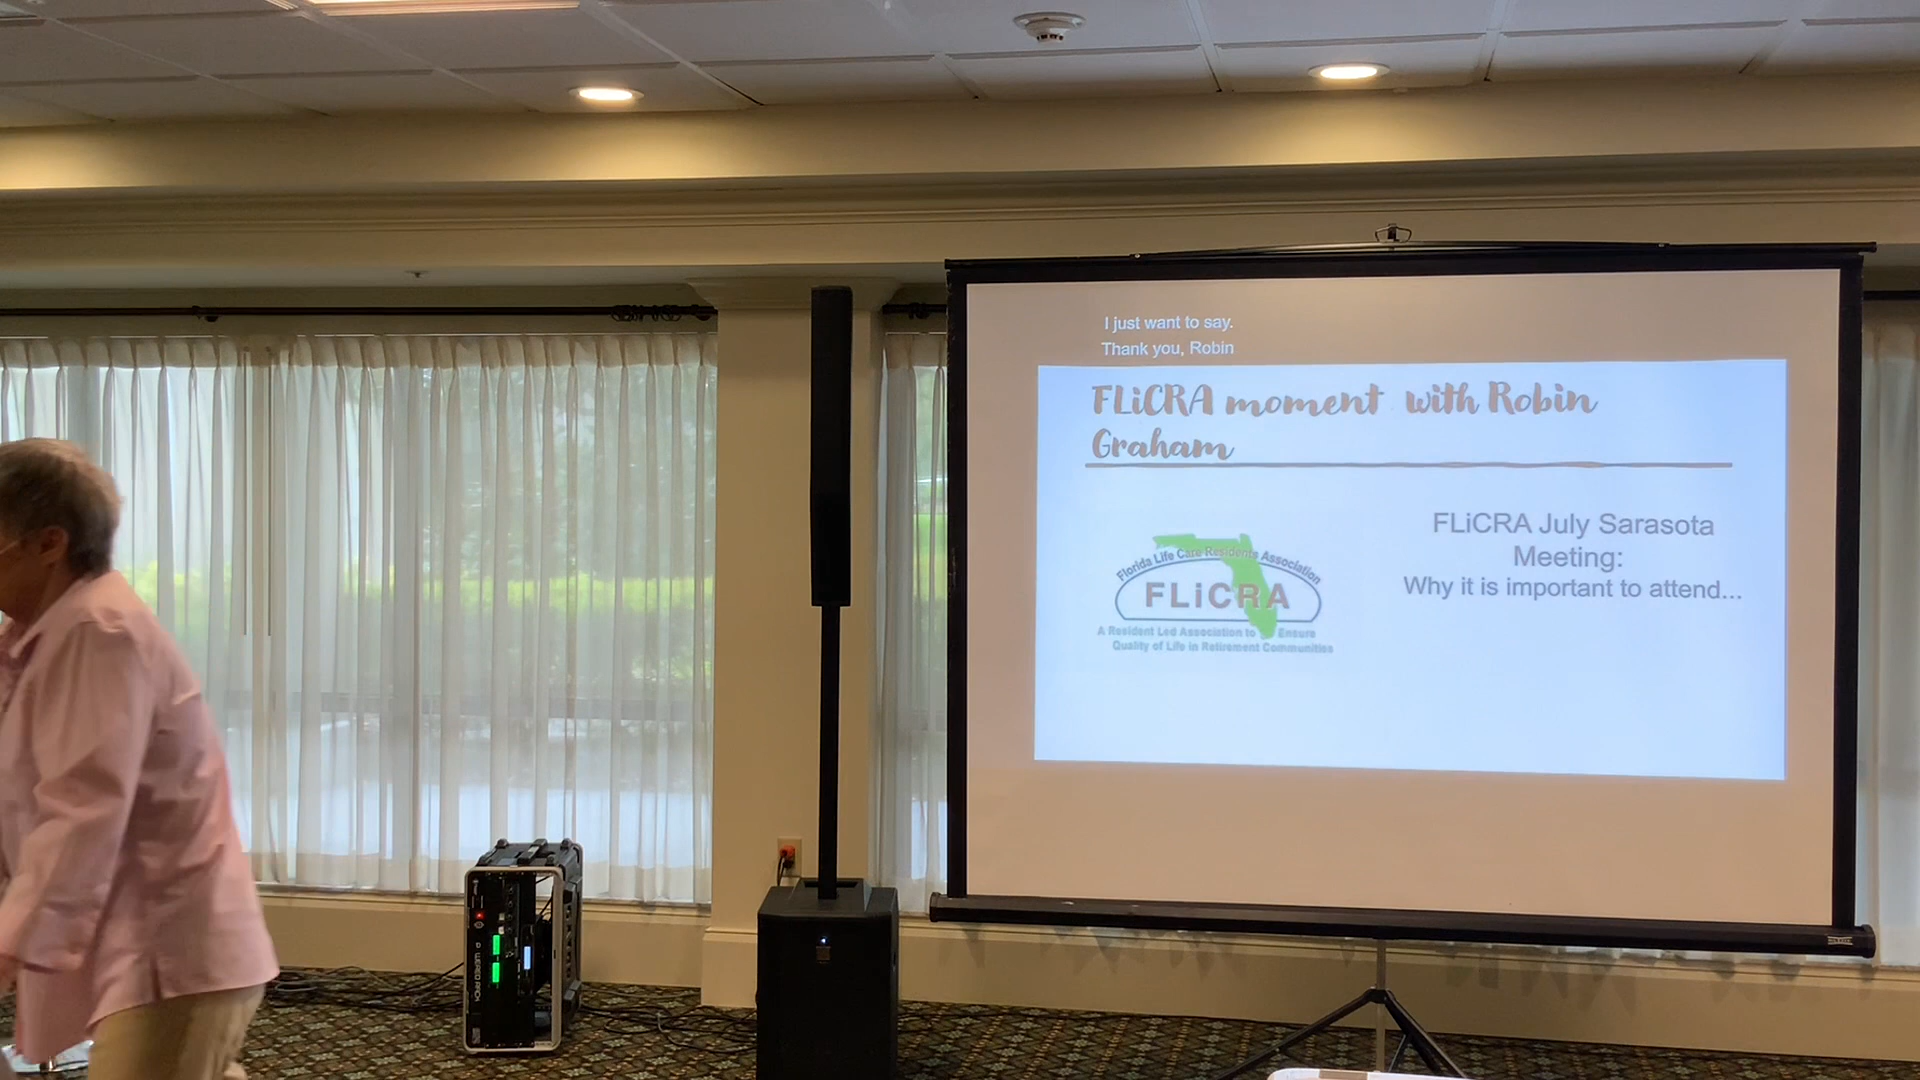 I just want to say.
Thank you, Robin
FLiCRA moment with Robin
Graham
FLiCRA July Sarasota
Meeting:
Why it is important to attend...
Florida Life Care Residents Association
FLiCRA
A Resident Led Association to Ensure
Quality of Life in Retirement Communities